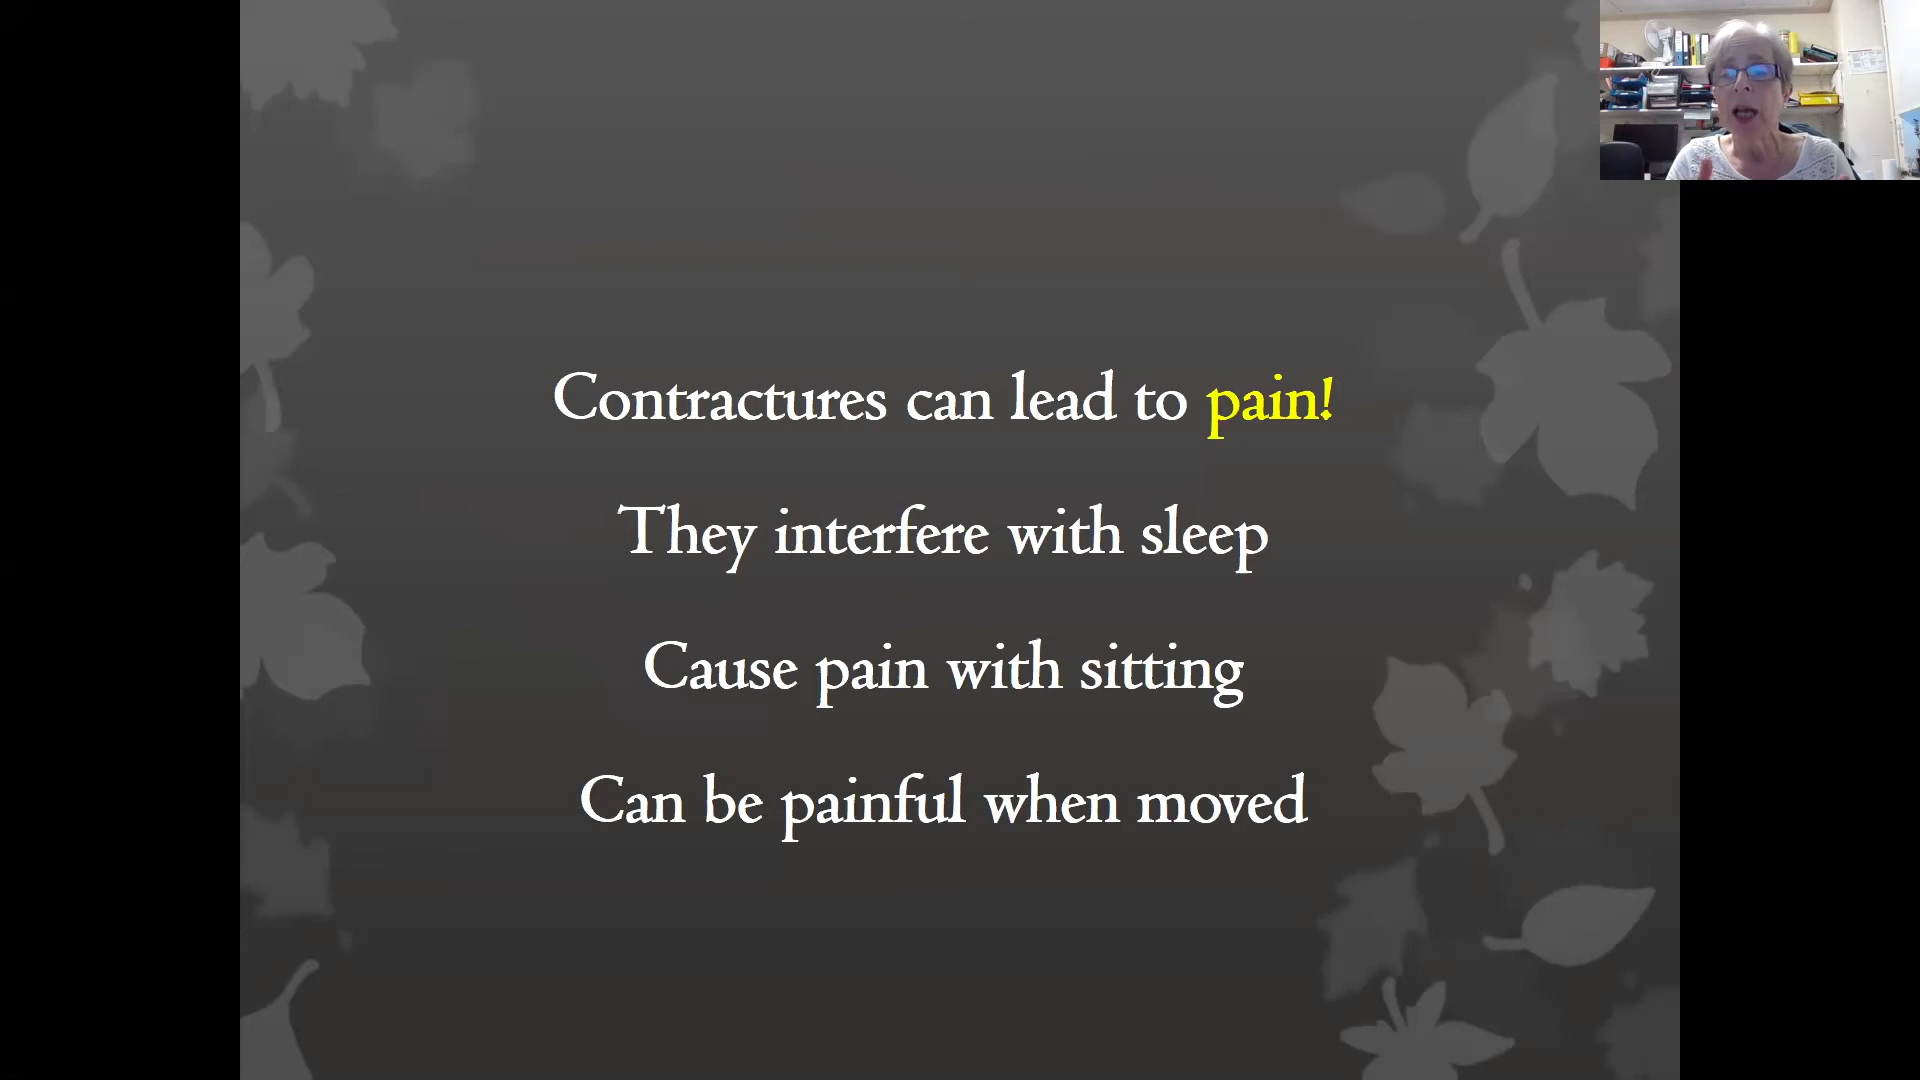 Contractures can lead to pain!
They interfere with sleep
Cause pain with sitting
Can be painful when moved